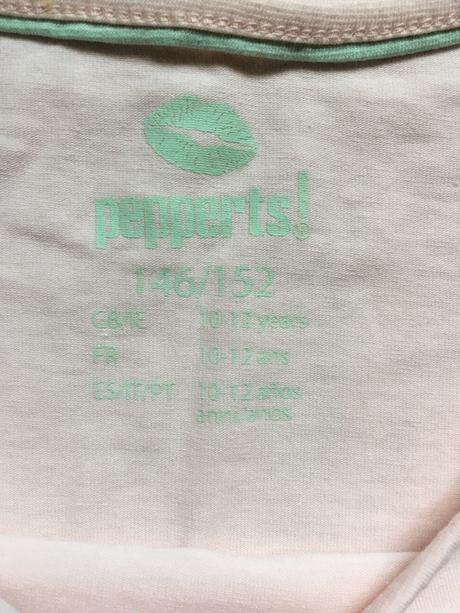 pepperts!
146/152
GB/IE 10-12 years
FR 10-12 ans
ES/IT/PT 10-12 años
anni/anos